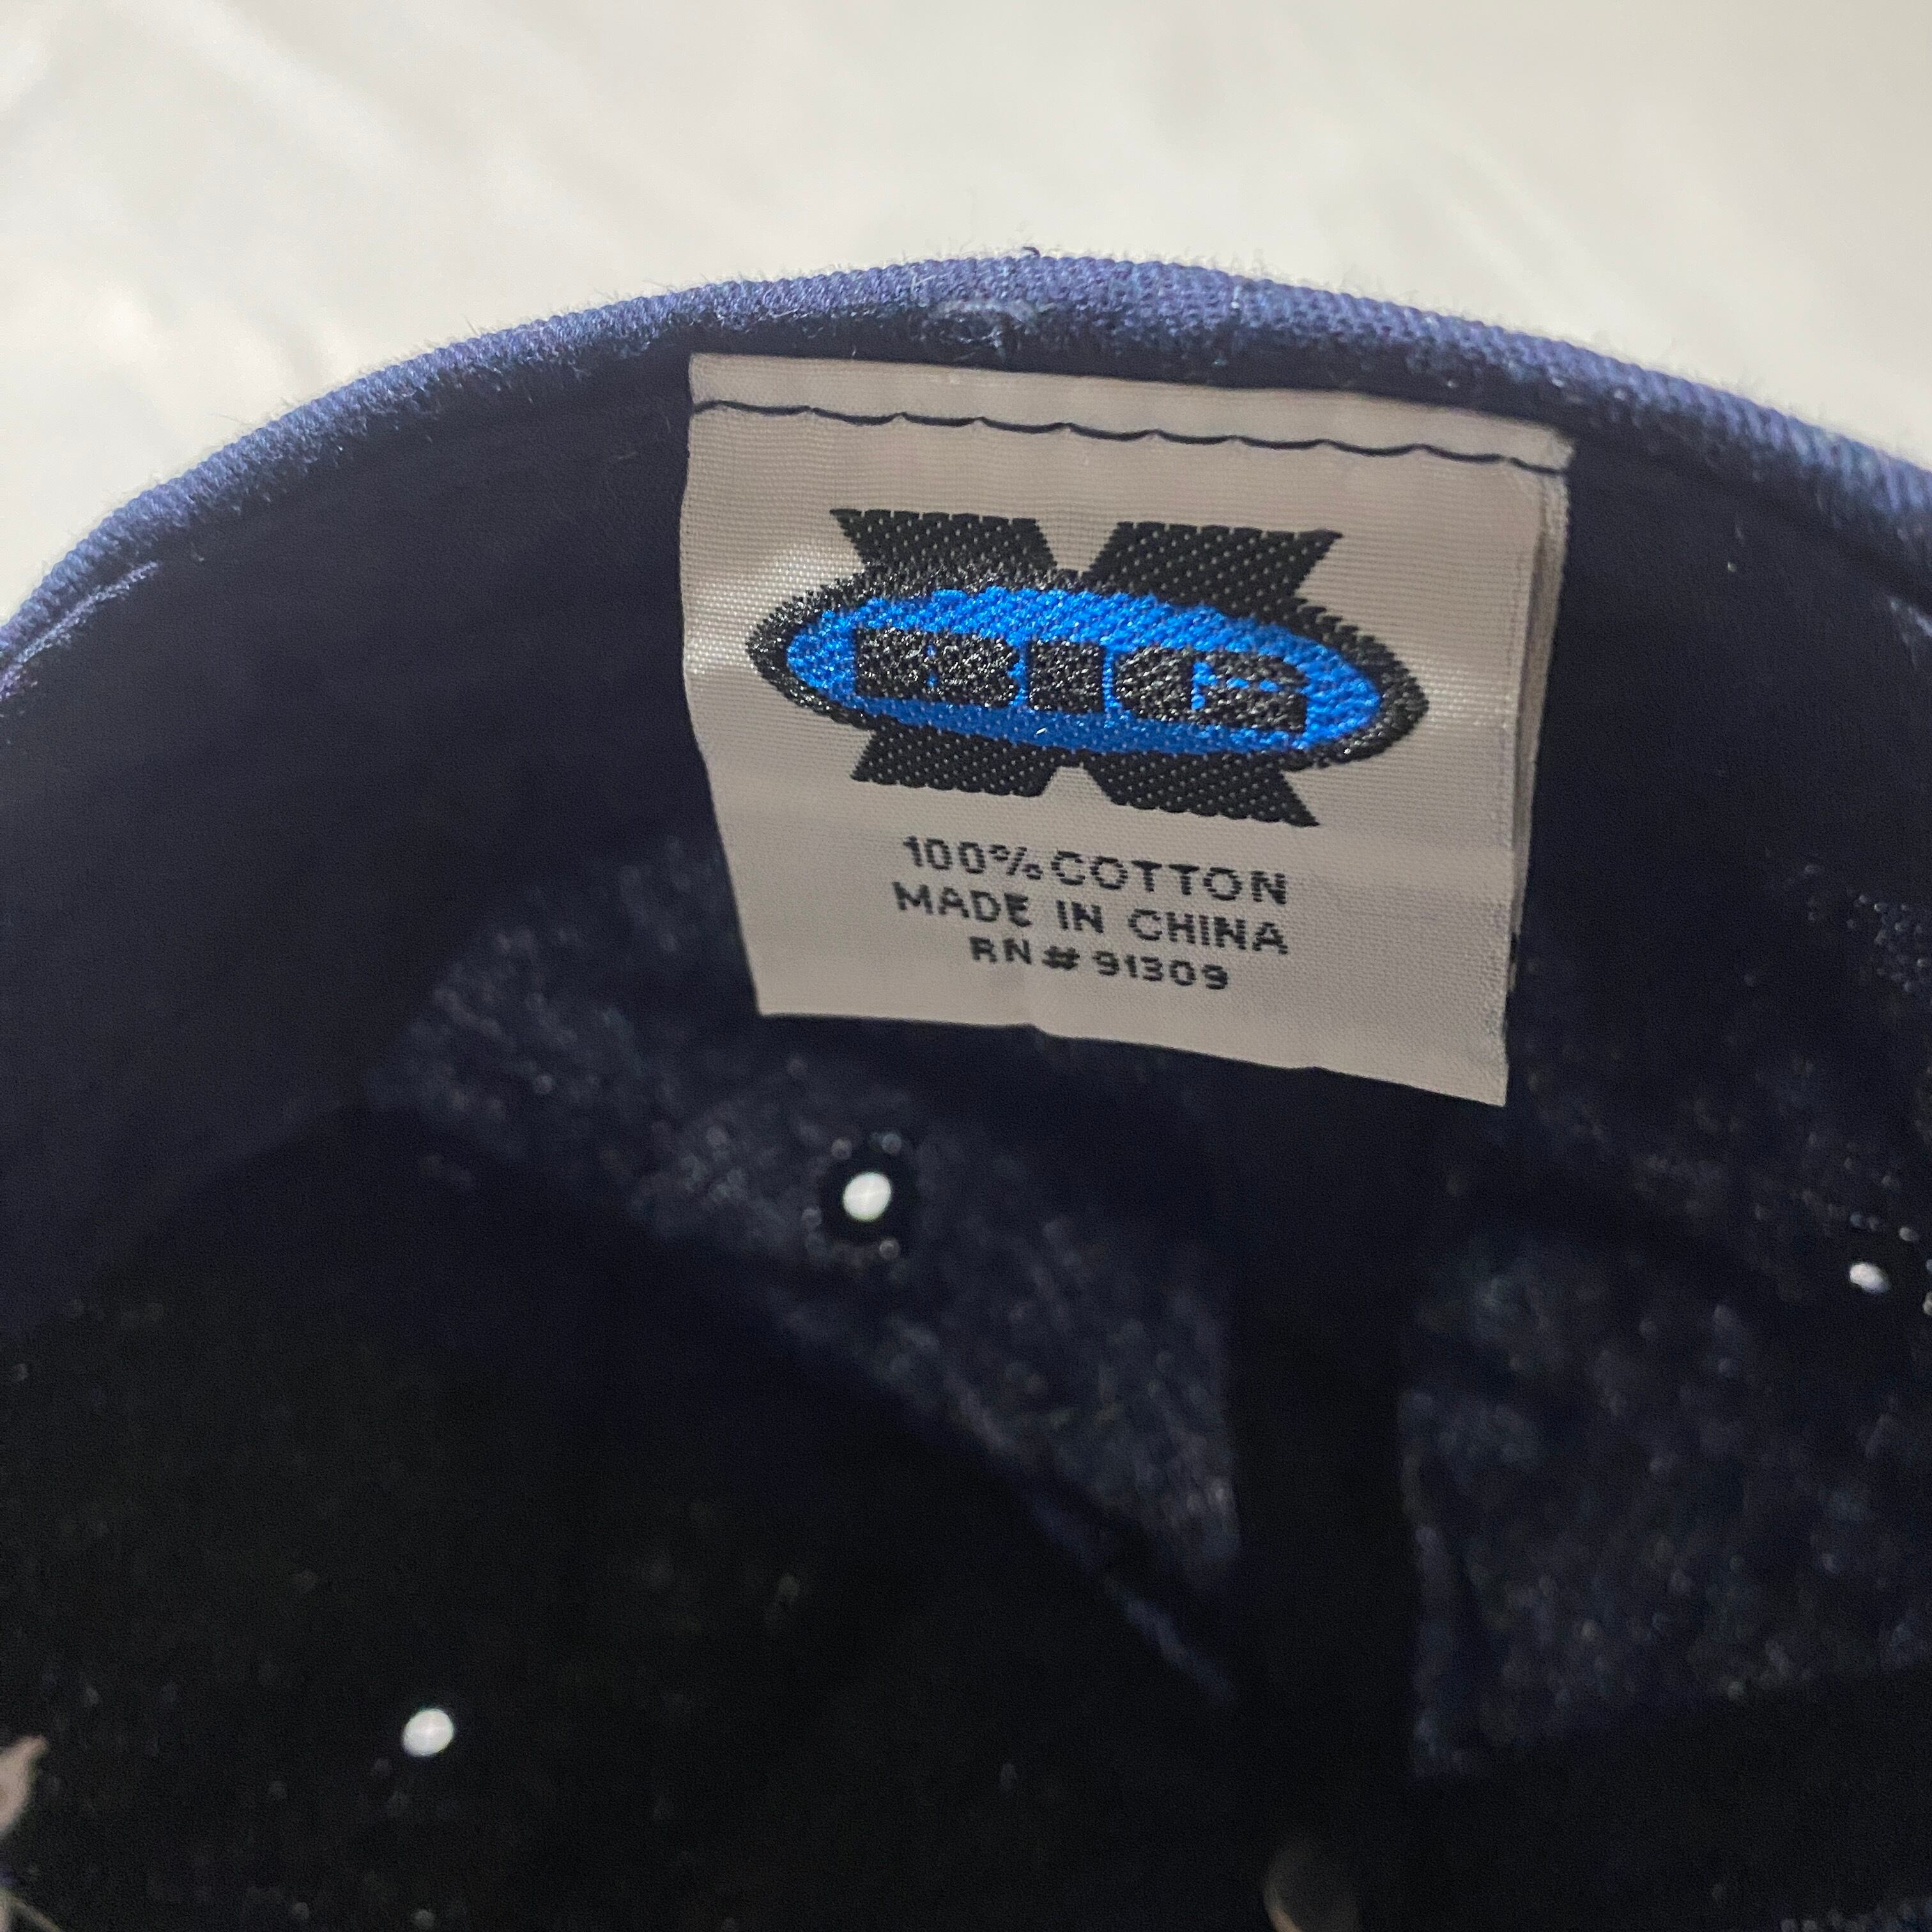 BIG
X
100% COTTON
MADE IN CHINA
RN# 91309